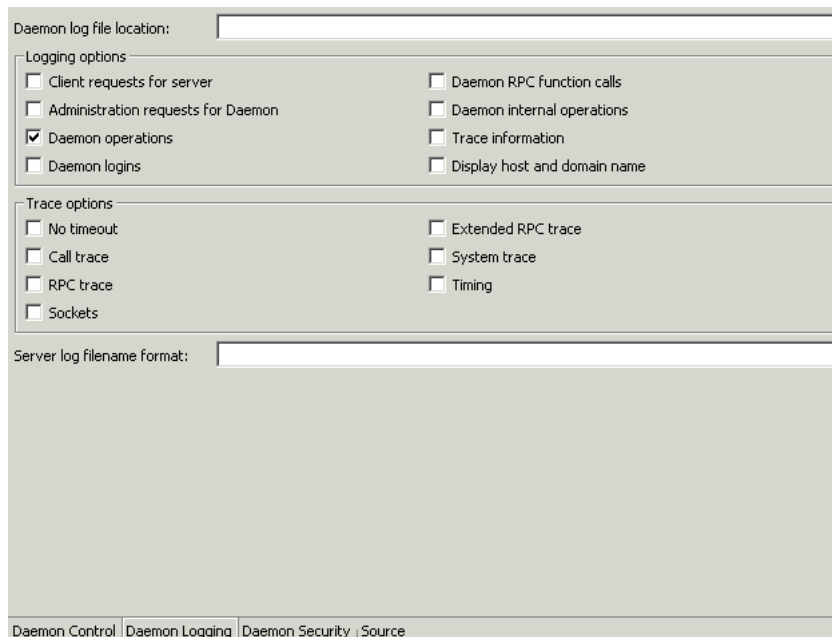 Daemon log file location:
Logging options
Client requests for server
Administration requests for Daemon
Daemon operations
Daemon logins
Daemon RPC function calls
Daemon internal operations
Trace information
Display host and domain name
Trace options
No timeout
Call trace
RPC trace
Sockets
Extended RPC trace
System trace
Timing
Server log filename format:
Daemon Control Daemon Logging Daemon Security Source